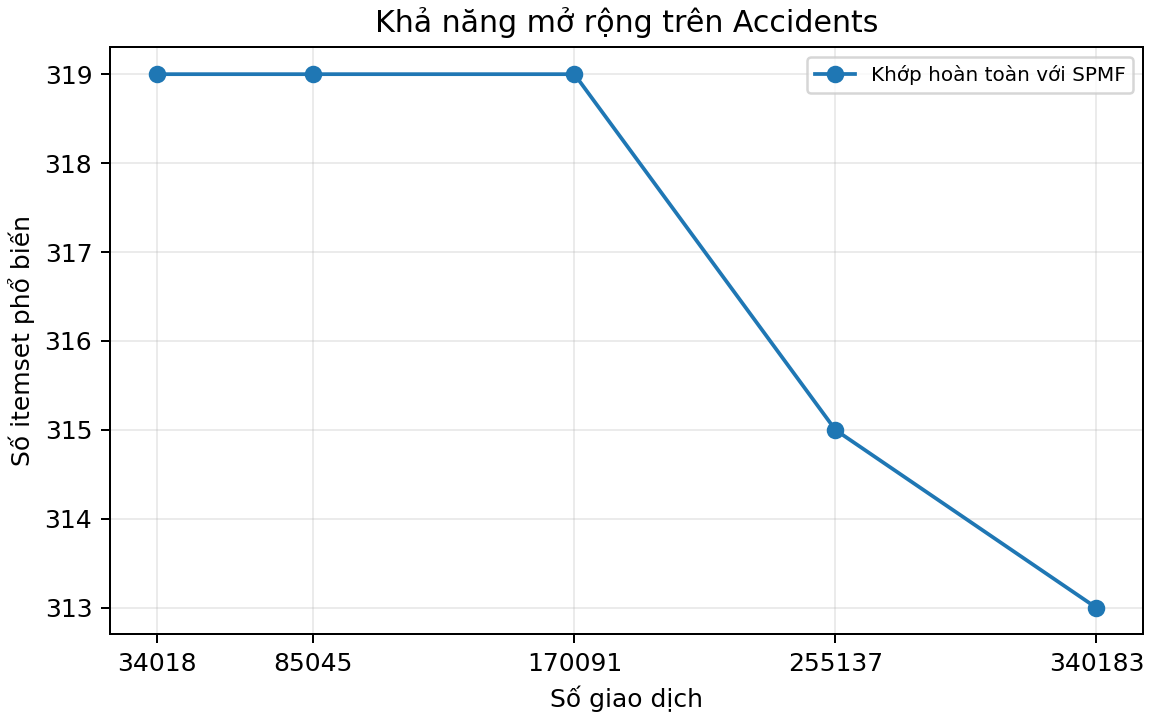 Khả năng mở rộng trên Accidents
Khớp hoàn toàn với SPMF
319
318
317
316
315
314
313
Số itemset phổ biến
34018 85045 170091 255137 340183
Số giao dịch